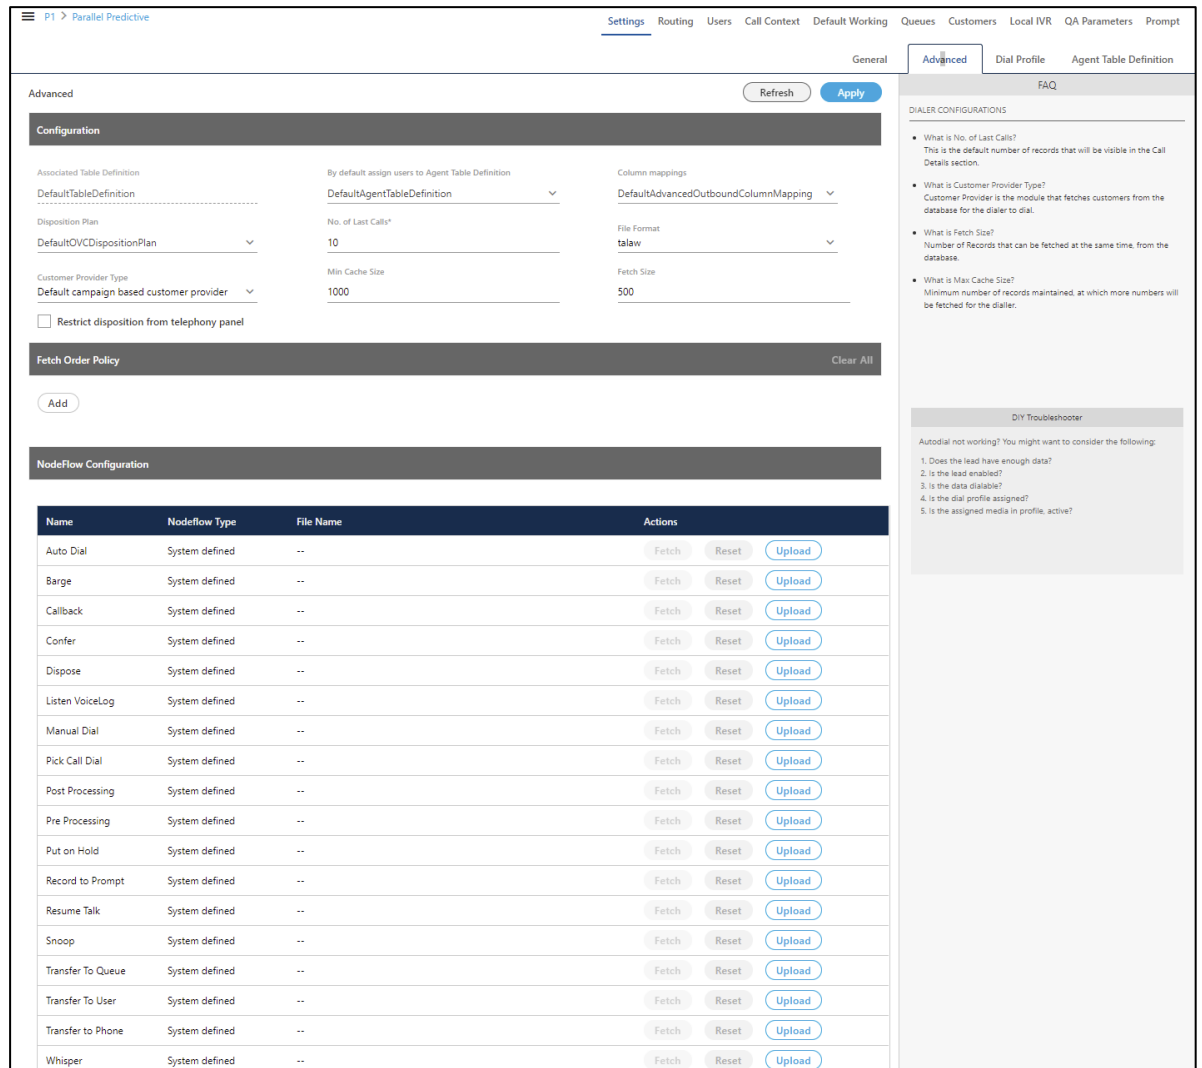 P1 > Parallel Predictive
Settings Routing Users Call Context Default Working Queues Customers Local IVR QA Parameters Prompt
General Advanced Dial Profile Agent Table Definition
Advanced Refresh Apply
Configuration
Associated Table Definition By default assign users to Agent Table Definition Column mappings
DefaultTableDefinition DefaultAgentTableDefinition DefaultAdvancedOutboundColumnMapping
Disposition Plan No. of Last Calls* File Format
DefaultOVCDispositionPlan 10 talaw
Customer Provider Type Min Cache Size Fetch Size
Default campaign based customer provider 1000 500
Restrict disposition from telephony panel
Fetch Order Policy Clear All
Add
NodeFlow Configuration
Name Nodeflow Type File Name Actions
Auto Dial System defined -- Fetch Reset Upload
Barge System defined -- Fetch Reset Upload
Callback System defined -- Fetch Reset Upload
Confer System defined -- Fetch Reset Upload
Dispose System defined -- Fetch Reset Upload
Listen VoiceLog System defined -- Fetch Reset Upload
Manual Dial System defined -- Fetch Reset Upload
Pick Call Dial System defined -- Fetch Reset Upload
Post Processing System defined -- Fetch Reset Upload
Pre Processing System defined -- Fetch Reset Upload
Put on Hold System defined -- Fetch Reset Upload
Record to Prompt System defined -- Fetch Reset Upload
Resume Talk System defined -- Fetch Reset Upload
Snoop System defined -- Fetch Reset Upload
Transfer To Queue System defined -- Fetch Reset Upload
Transfer To User System defined -- Fetch Reset Upload
Transfer to Phone System defined -- Fetch Reset Upload
Whisper System defined -- Fetch Reset Upload
FAQ
DIALER CONFIGURATIONS
• What is No. of Last Calls?
This is the default number of records that will be visible in the Call
Details section.
• What is Customer Provider Type?
Customer Provider is the module that fetches customers from the
database for the dialer to dial.
• What is Fetch Size?
Number of Records that can be fetched at the same time, from the
database.
• What is Max Cache Size?
Minimum number of records maintained, at which more numbers will
be fetched for the dialler.
DIY Troubleshooter
Autodial not working? You might want to consider the following:
1. Does the lead have enough data?
2. Is the lead enabled?
3. Is the data dialable?
4. Is the dial profile assigned?
5. Is the assigned media in profile, active?